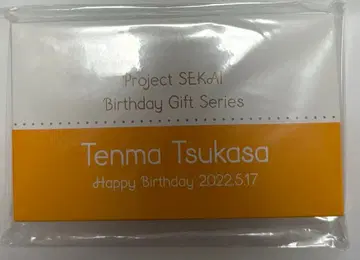 Project SEKAI
Birthday Gift Series
Tenma Tsukasa
Happy Birthday 2022.5.17